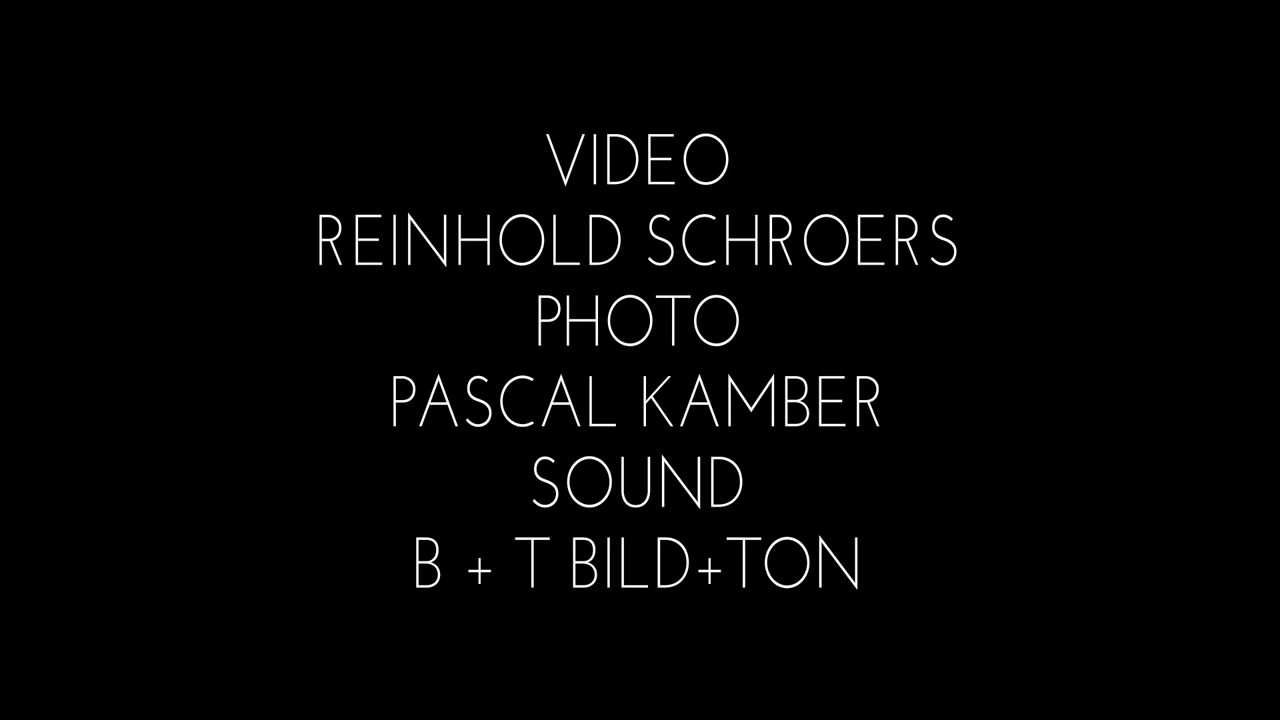 VIDEO
REINHOLD SCHROERS
PHOTO
PASCAL KAMBER
SOUND
B + T BILD+TON